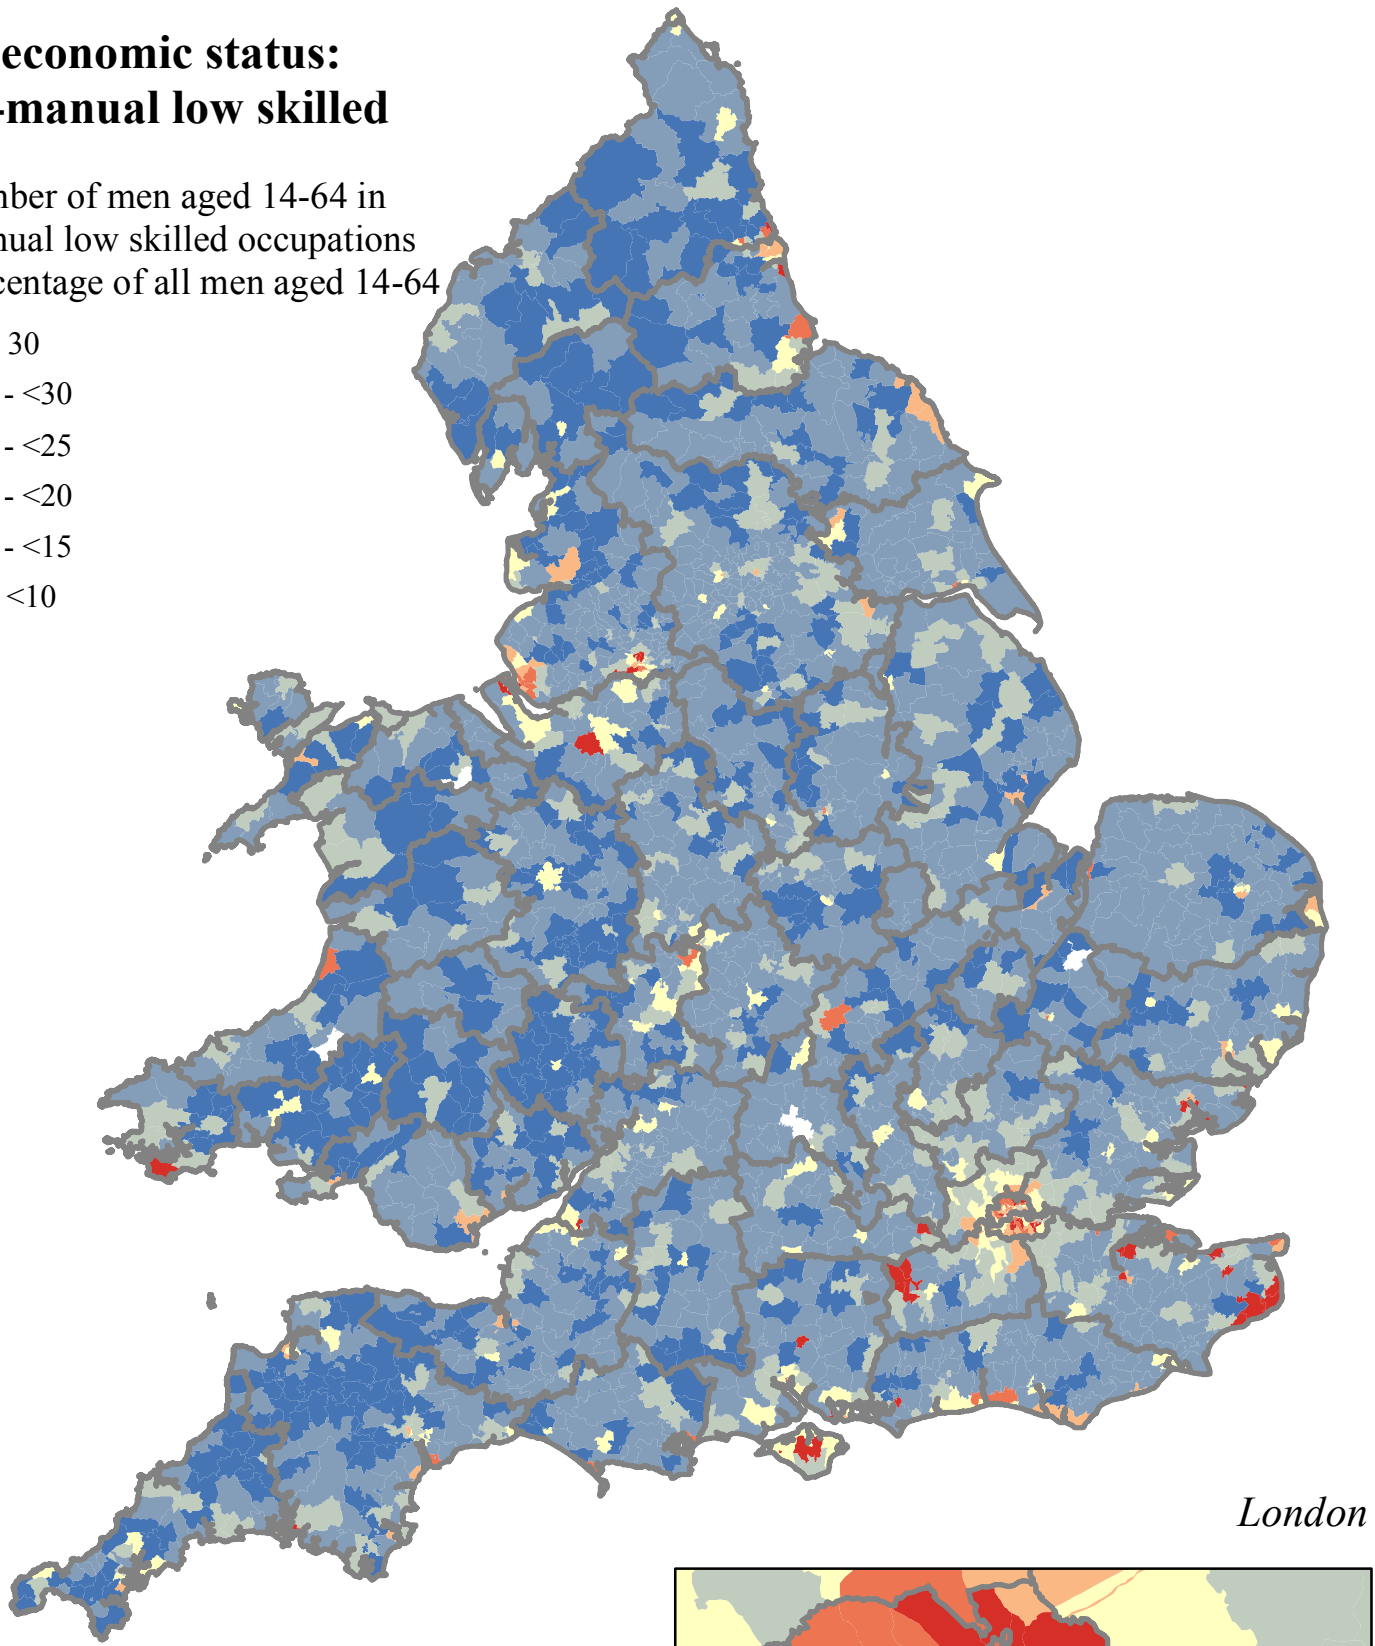 economic status:
-manual low skilled
nber of men aged 14-64 in
nual low skilled occupations
centage of all men aged 14-64
30
- <30
- <25
- <20
- <15
<10
London